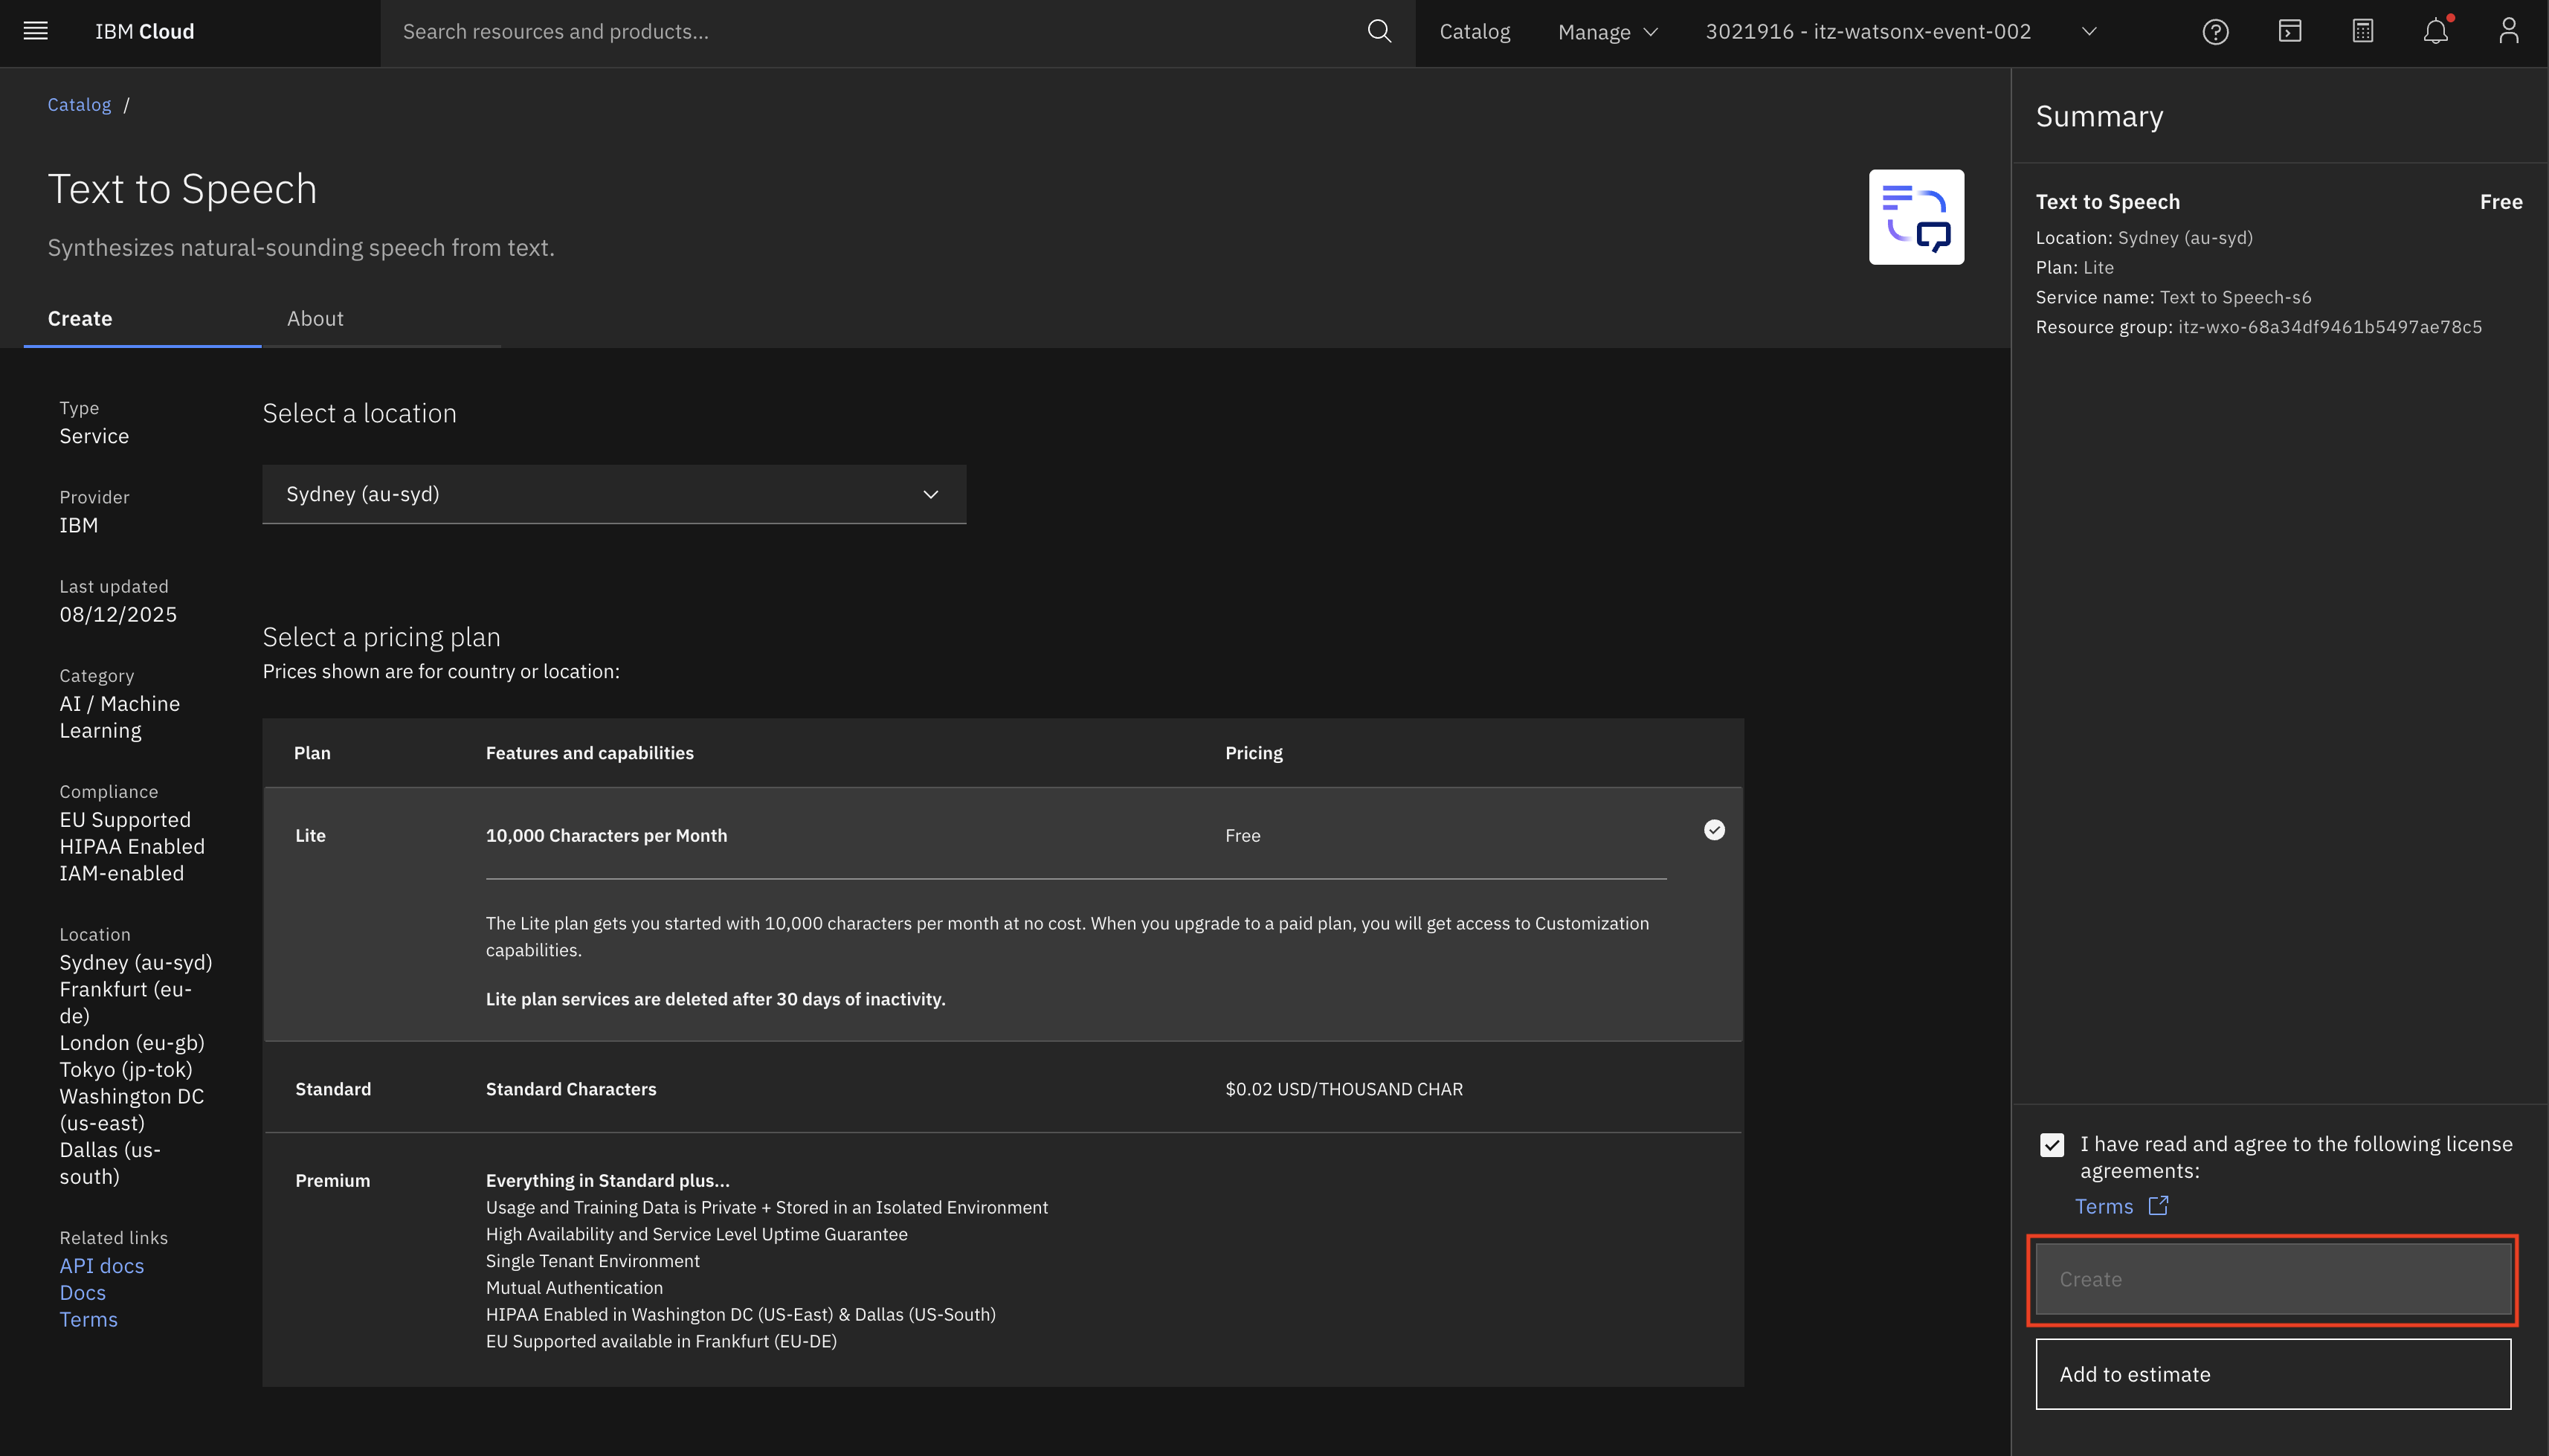 IBM Cloud
Search resources and products...
Catalog
Manage
3021916 - itz-watsonx-event-002
Catalog /
Text to Speech
Synthesizes natural-sounding speech from text.
Create
About
Type
Service
Provider
IBM
Last updated
08/12/2025
Category
AI / Machine
Learning
Compliance
EU Supported
HIPAA Enabled
IAM-enabled
Location
Sydney (au-syd)
Frankfurt (eu-
de)
London (eu-gb)
Tokyo (jp-tok)
Washington DC
(us-east)
Dallas (us-
south)
Related links
API docs
Docs
Terms
Select a location
Sydney (au-syd)
Select a pricing plan
Prices shown are for country or location:
Plan
Features and capabilities
Pricing
Lite
10,000 Characters per Month
Free
The Lite plan gets you started with 10,000 characters per month at no cost. When you upgrade to a paid plan, you will get access to Customization
capabilities.
Lite plan services are deleted after 30 days of inactivity.
Standard
Standard Characters
$0.02 USD/THOUSAND CHAR
Premium
Everything in Standard plus...
Usage and Training Data is Private + Stored in an Isolated Environment
High Availability and Service Level Uptime Guarantee
Single Tenant Environment
Mutual Authentication
HIPAA Enabled in Washington DC (US-East) & Dallas (US-South)
EU Supported available in Frankfurt (EU-DE)
Summary
Text to Speech
Free
Location: Sydney (au-syd)
Plan: Lite
Service name: Text to Speech-s6
Resource group: itz-wxo-68a34df9461b5497ae78c5
I have read and agree to the following license
agreements:
Terms
Create
Add to estimate